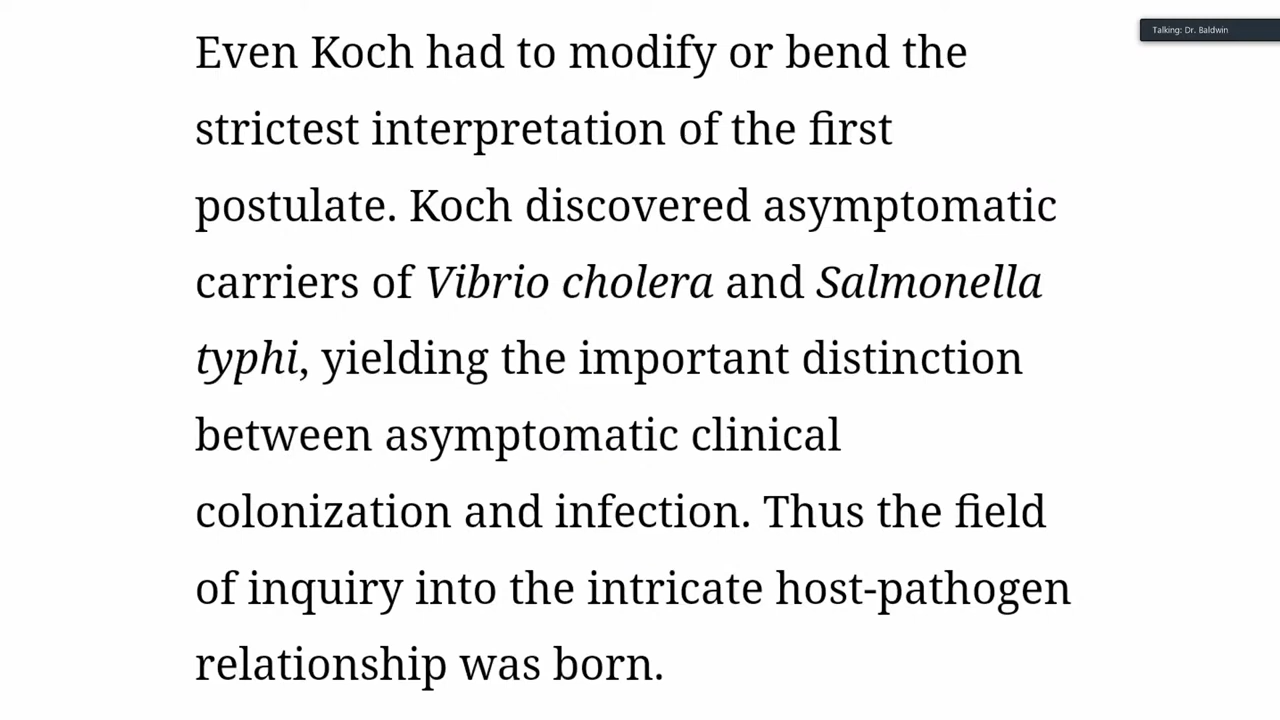 Talking: Dr. Baldwin
Even Koch had to modify or bend the
strictest interpretation of the first
postulate. Koch discovered asymptomatic
carriers of Vibrio cholera and Salmonella
typhi, yielding the important distinction
between asymptomatic clinical
colonization and infection. Thus the field
of inquiry into the intricate host-pathogen
relationship was born.